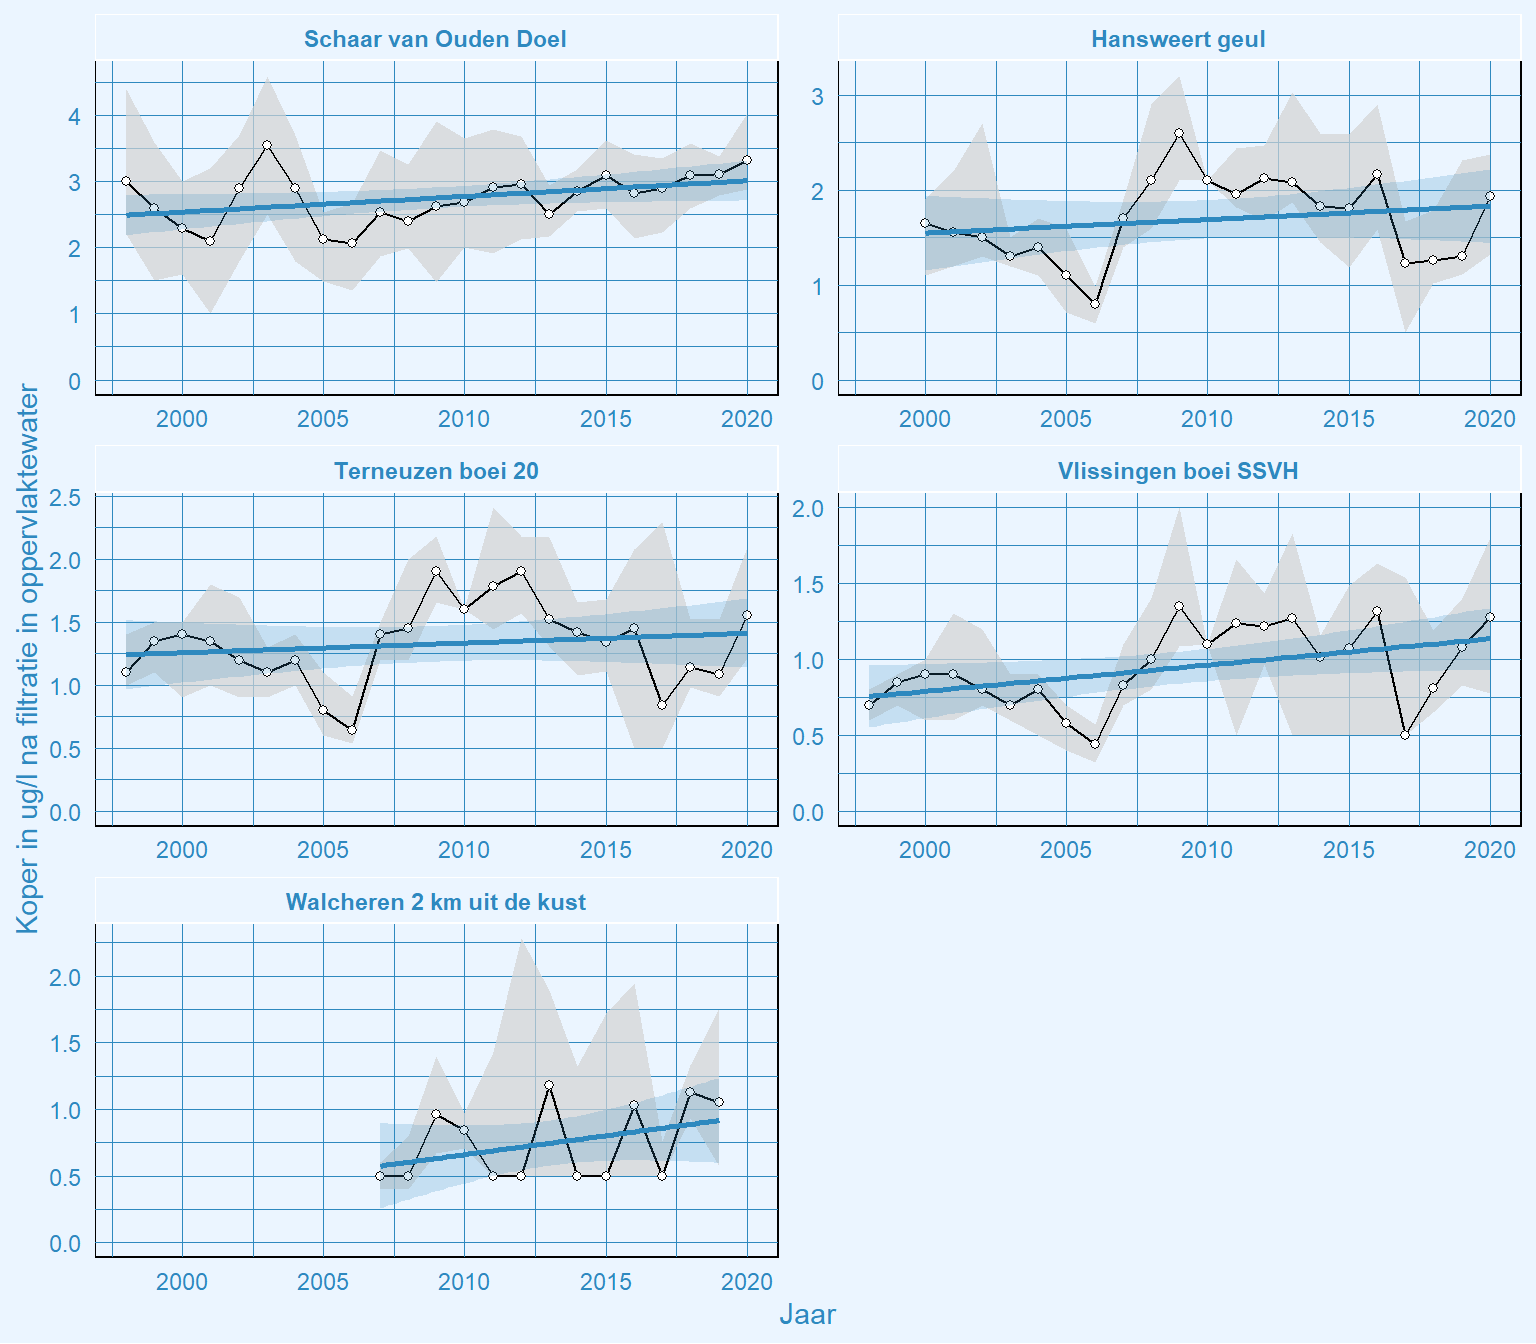 Schaar van Ouden Doel
Hansweert geul
4
3
2
1
0
3
2
1
0
2000 2005 2010 2015 2020
2000 2005 2010 2015 2020
Koper in ug/l na filtratie in oppervlaktewater
Terneuzen boei 20
Vlissingen boei SSVH
2.5
2.0
1.5
1.0
0.5
0.0
2.0
1.5
1.0
0.5
0.0
2000 2005 2010 2015 2020
2000 2005 2010 2015 2020
Walcheren 2 km uit de kust
2.0
1.5
1.0
0.5
0.0
2000 2005 2010 2015 2020
Jaar